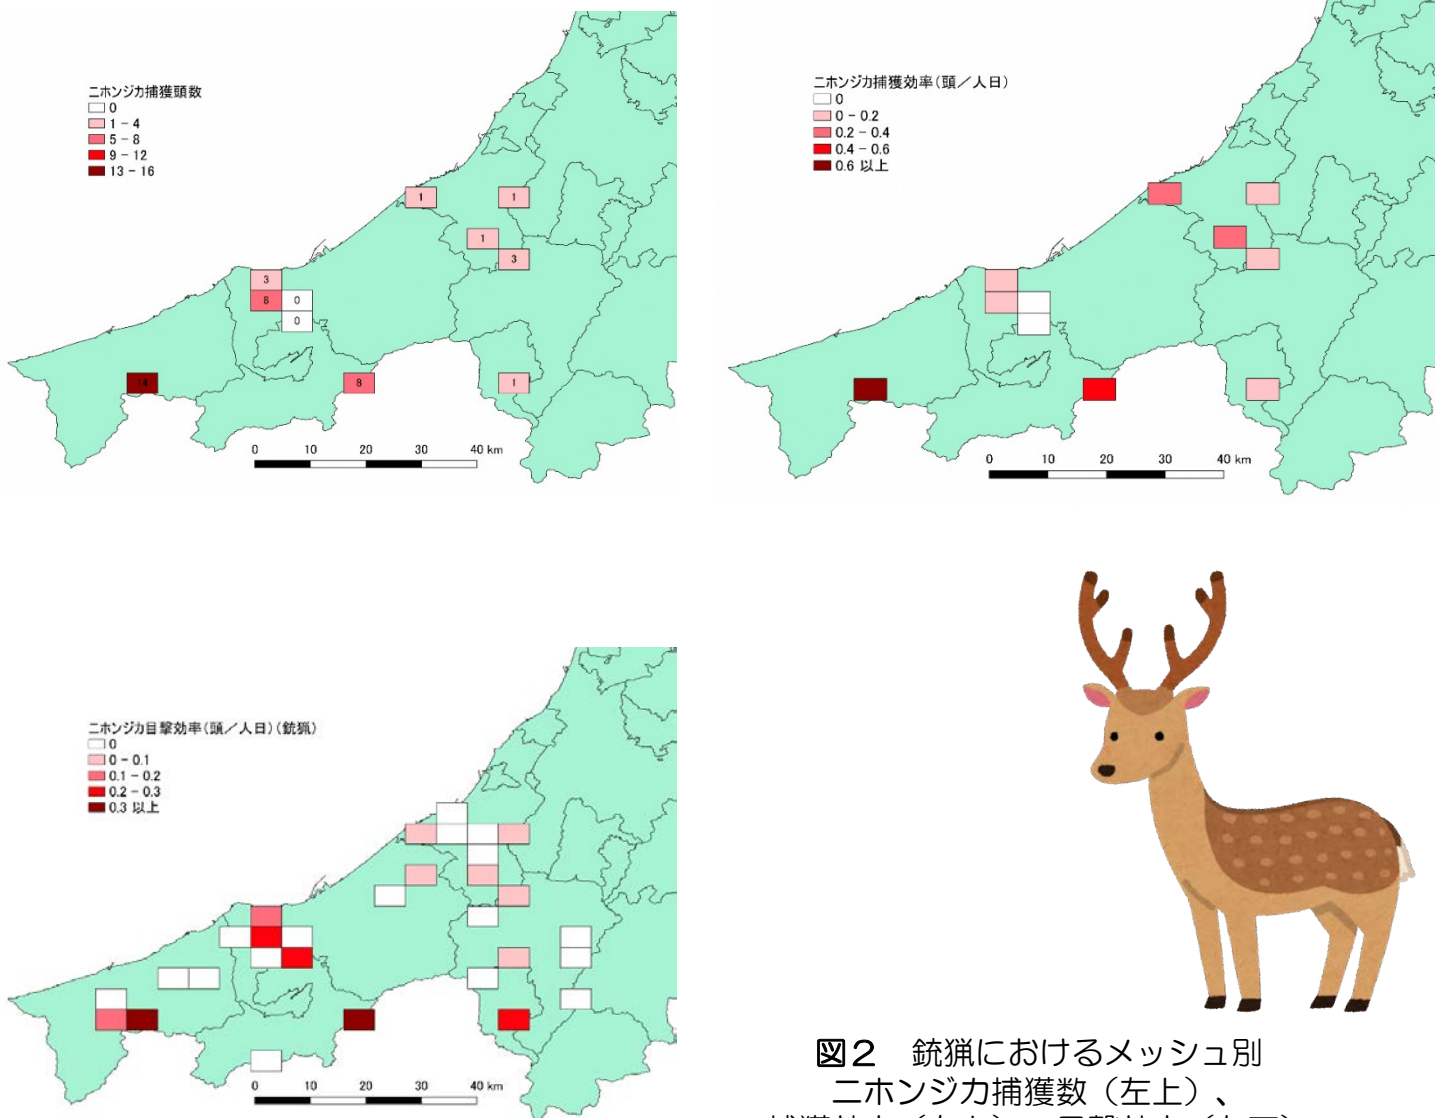 ニホンジカ捕獲頭数
0
1 - 4
5 - 8
9 - 12
13 - 16
1
1
1
3
3
8
0
0
14
8
1
0 10 20 30 40 km
ニホンジカ捕獲効率(頭/人日)
0
0 - 0.2
0.2 - 0.4
0.4 - 0.6
0.6 以上
0 10 20 30 40 km
ニホンジカ目撃効率(頭/人日)(銃猟)
0
0 - 0.1
0.1 - 0.2
0.2 - 0.3
0.3 以上
0 10 20 30 40 km
図2 銃猟におけるメッシュ別
ニホンジカ捕獲数(左上)、